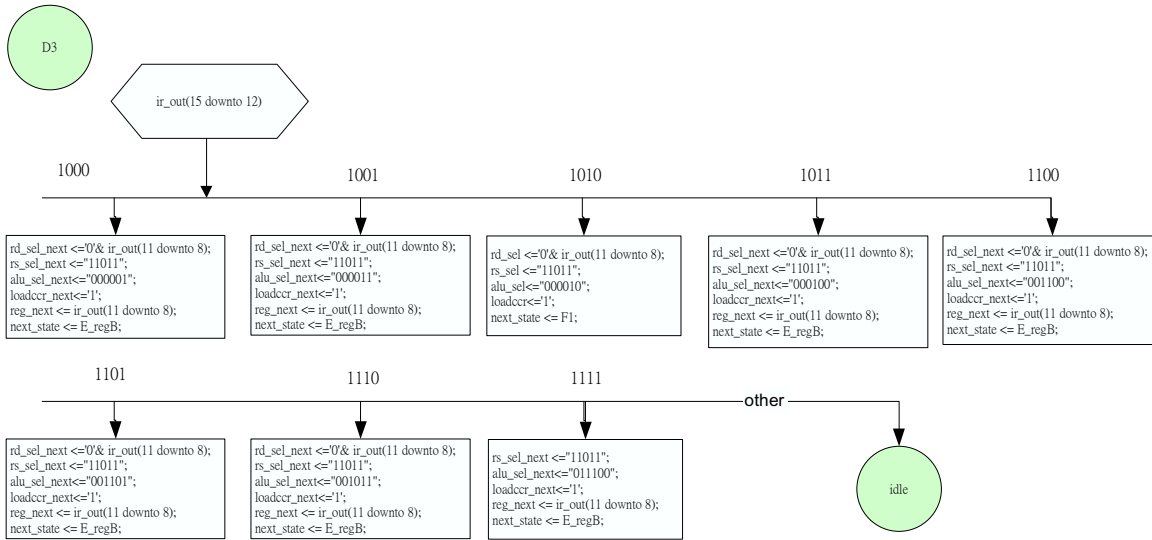 D3
ir_out(15 downto 12)
1000
1001
1010
1011
1100
rd_sel_next <='0'& ir_out(11 downto 8);
rs_sel_next <="11011";
alu_sel_next<="000001";
loadccr_next<='1';
reg_next <= ir_out(11 downto 8);
next_state <= E_regB;
rd_sel_next <='0'& ir_out(11 downto 8);
rs_sel_next <="11011";
alu_sel_next<="000011";
loadccr_next<='1';
reg_next <= ir_out(11 downto 8);
next_state <= E_regB;
rd_sel <='0'& ir_out(11 downto 8);
rs_sel <="11011";
alu_sel<="000010";
loadccr<='1';
next_state <= F1;
rd_sel_next <='0'& ir_out(11 downto 8);
rs_sel_next <="11011";
alu_sel_next<="000100";
loadccr_next<='1';
reg_next <= ir_out(11 downto 8);
next_state <= E_regB;
rd_sel_next <='0'& ir_out(11 downto 8);
rs_sel_next <="11011";
alu_sel_next<="001100";
loadccr_next<='1';
reg_next <= ir_out(11 downto 8);
next_state <= E_regB;
1101
1110
1111
other
rd_sel_next <='0'& ir_out(11 downto 8);
rs_sel_next <="11011";
alu_sel_next<="001101";
loadccr_next<='1';
reg_next <= ir_out(11 downto 8);
next_state <= E_regB;
rd_sel_next <='0'& ir_out(11 downto 8);
rs_sel_next <="11011";
alu_sel_next<="001011";
loadccr_next<='1';
reg_next <= ir_out(11 downto 8);
next_state <= E_regB;
rs_sel_next <="11011";
alu_sel_next<="011100";
loadccr_next<='1';
reg_next <= ir_out(11 downto 8);
next_state <= E_regB;
idle